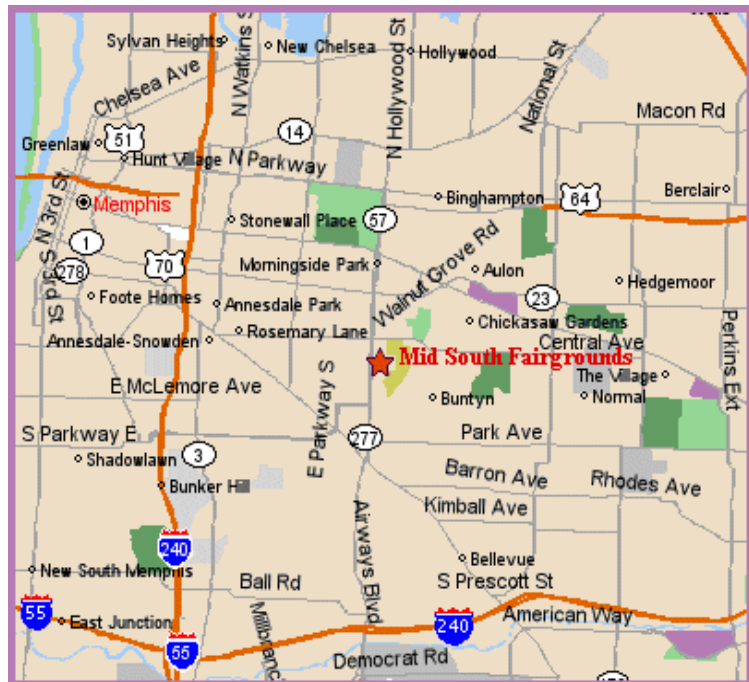 Sylvan Heights
New Chelsea
Hollywood
N Watkins S
N Hollywood St
National St
Chelsea Ave
Macon Rd
14
51
Greenlaw
Hunt Village
N Parkway
Binghampton
64
Berclair
N 3rd St
Memphis
Stonewall Place
57
1
278
70
Morningside Park
Walnut Grove Rd
Aulon
Hedgemoor
S 3rd St
Foote Homes
Annesdale Park
23
Rosemary Lane
Chickasaw Gardens
Annesdale-Snowden
Central Ave
Perkins Ext
Mid South Fairgrounds
The Village
E McLemore Ave
E Parkway S
Buntyn
Normal
S Parkway E
277
Park Ave
Shadowlawn
3
Barron Ave
Rhodes Ave
Bunker Hill
Kimball Ave
Airways Blvd
240
Bellevue
New South Memphis
Ball Rd
S Prescott St
55
East Junction
Millbranc
240
American Way
55
Democrat Rd